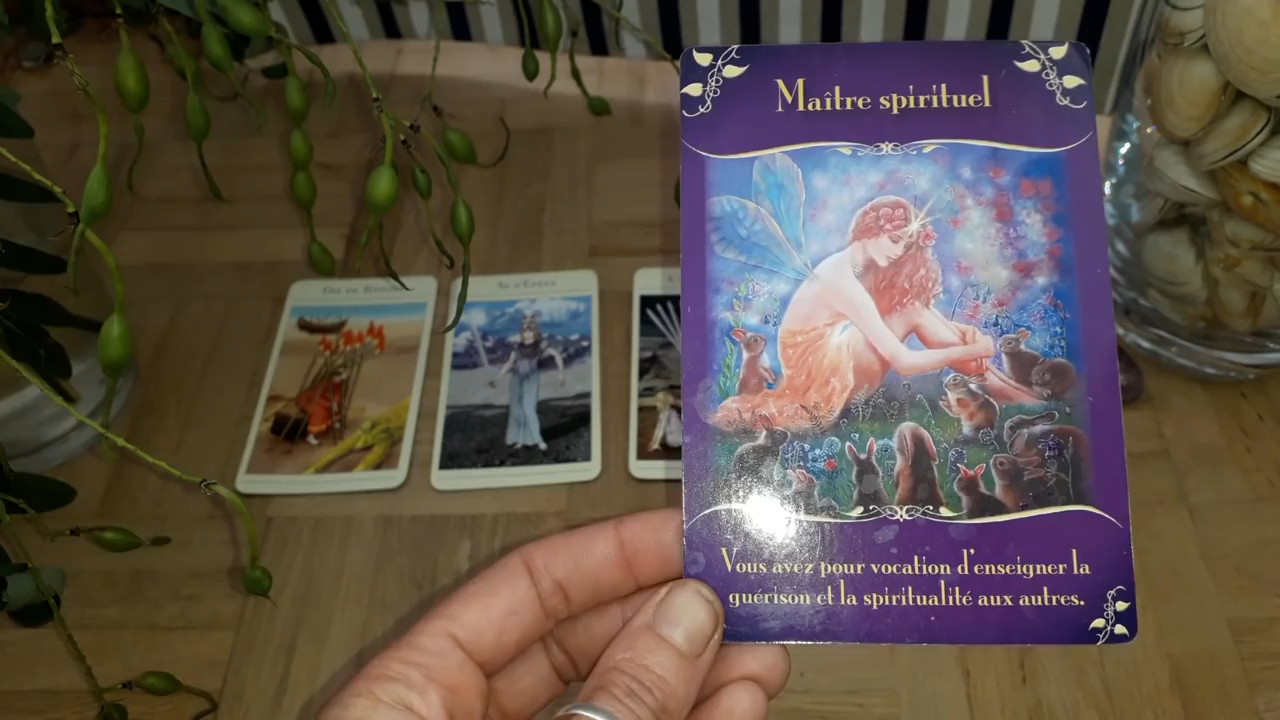 Maître spirituel
Vous avez pour vocation d'enseigner la
guérison et la spiritualité aux autres.